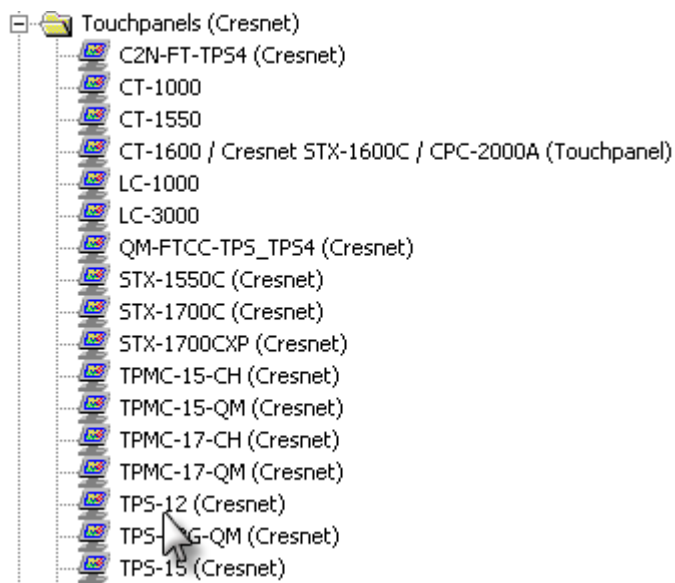 Touchpanels (Cresnet)
C2N-FT-TPS4 (Cresnet)
CT-1000
CT-1550
CT-1600 / Cresnet STX-1600C / CPC-2000A (Touchpanel)
LC-1000
LC-3000
QM-FTCC-TPS_TPS4 (Cresnet)
STX-1550C (Cresnet)
STX-1700C (Cresnet)
STX-1700CXP (Cresnet)
TPMC-15-CH (Cresnet)
TPMC-15-QM (Cresnet)
TPMC-17-CH (Cresnet)
TPMC-17-QM (Cresnet)
TPS-12 (Cresnet)
(Cresnet)
TPS-15 (Cresnet)